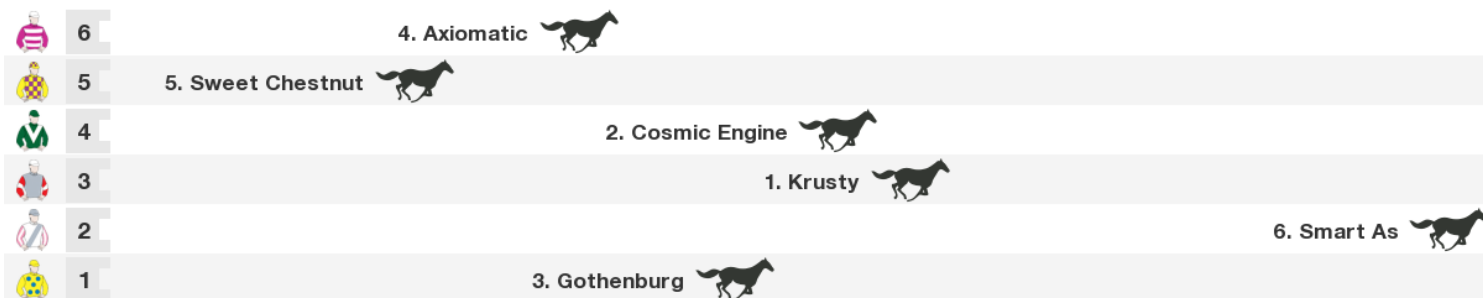 6 4. Axiomatic
5 5. Sweet Chestnut
4 2. Cosmic Engine
3 1. Krusty
2 6. Smart As
1 3. Gothenburg